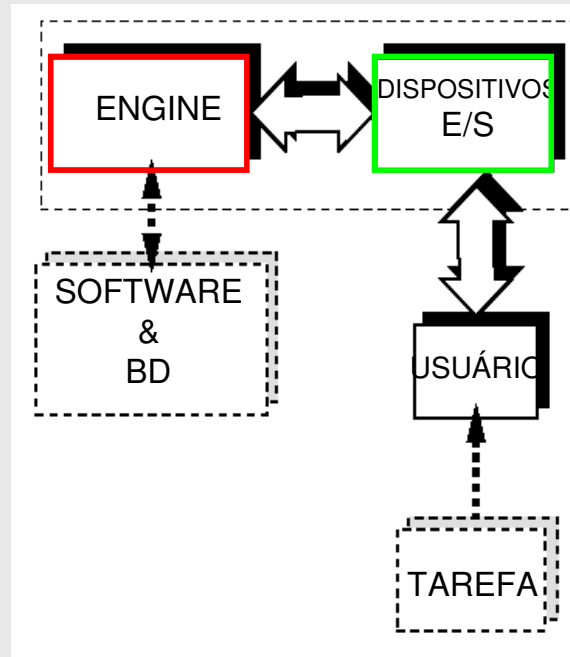 ENGINE
DISPOSITIVOS
E/S
SOFTWARE
&
BD
USUÁRIO
TAREFA